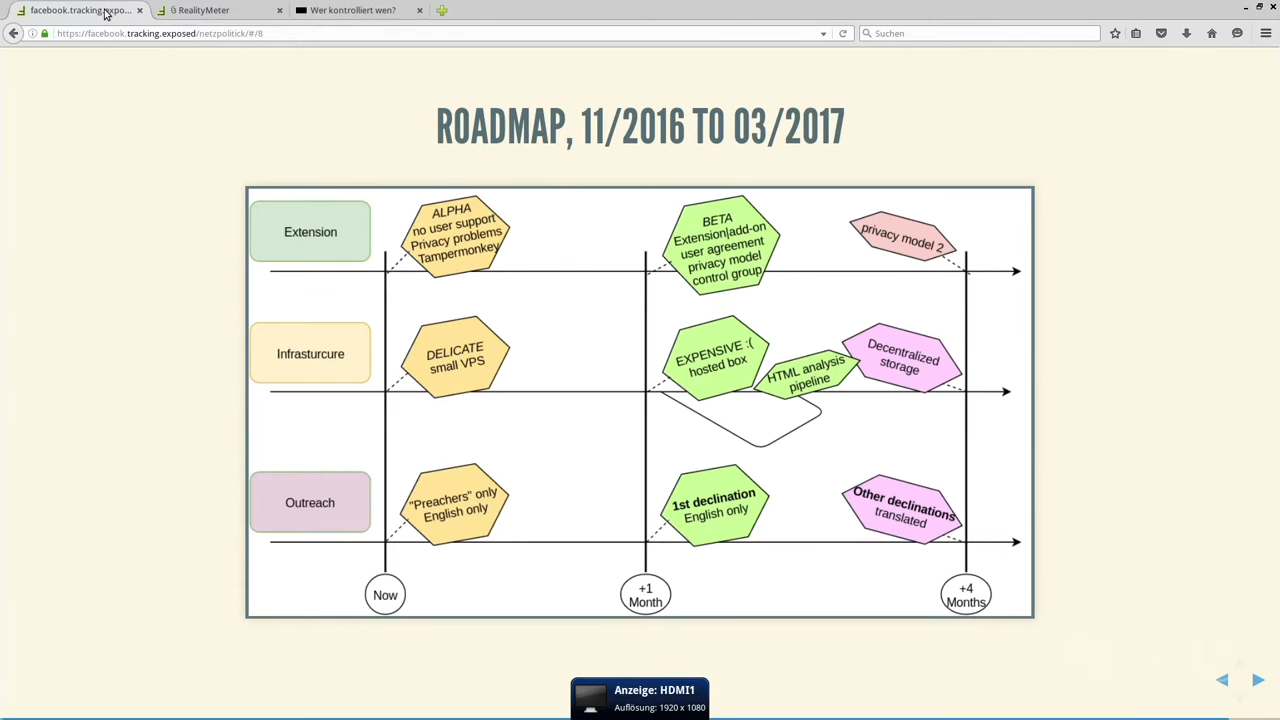 facebook.tracking.expo...
RealityMeter
Wer kontrolliert wen?
https://facebook.tracking.exposed/netzpolitick/#/8
Suchen
ROADMAP, 11/2016 TO 03/2017
Extension
ALPHA
no user support
Privacy problems
Tampermonkey
BETA
Extension|add-on
user agreement
privacy model
control group
privacy model 2
Infrasturcure
DELICATE
small VPS
EXPENSIVE :(
hosted box
HTML analysis
pipeline
Decentralized
storage
Outreach
"Preachers" only
English only
1st declination
English only
Other declinations
translated
Now
+1
Month
+4
Months
Anzeige: HDMI1
Auflösung: 1920 x 1080